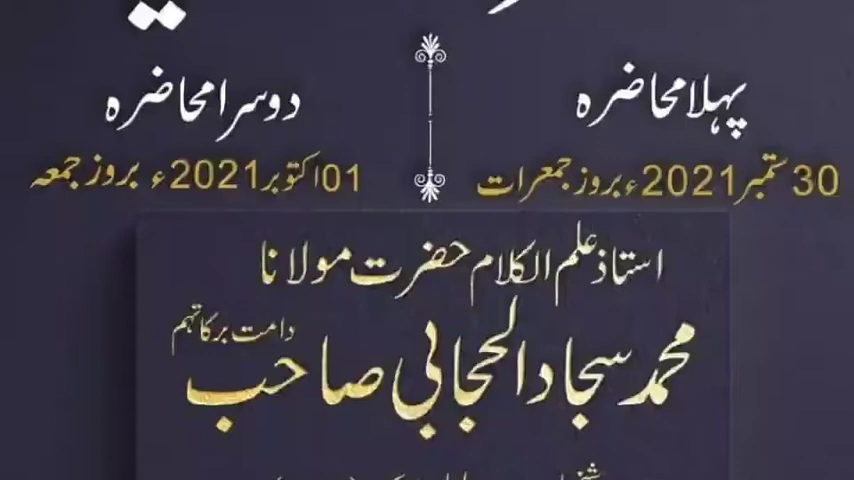 پہلا محاضرہ
30 ستمبر 2021ء بروز جمعرات
دوسرا محاضرہ
01 اکتوبر 2021ء بروز جمعہ
استاذ علم الکلام حضرت مولانا
محمد سجاد الحجابی صاحب دامت برکاتہم